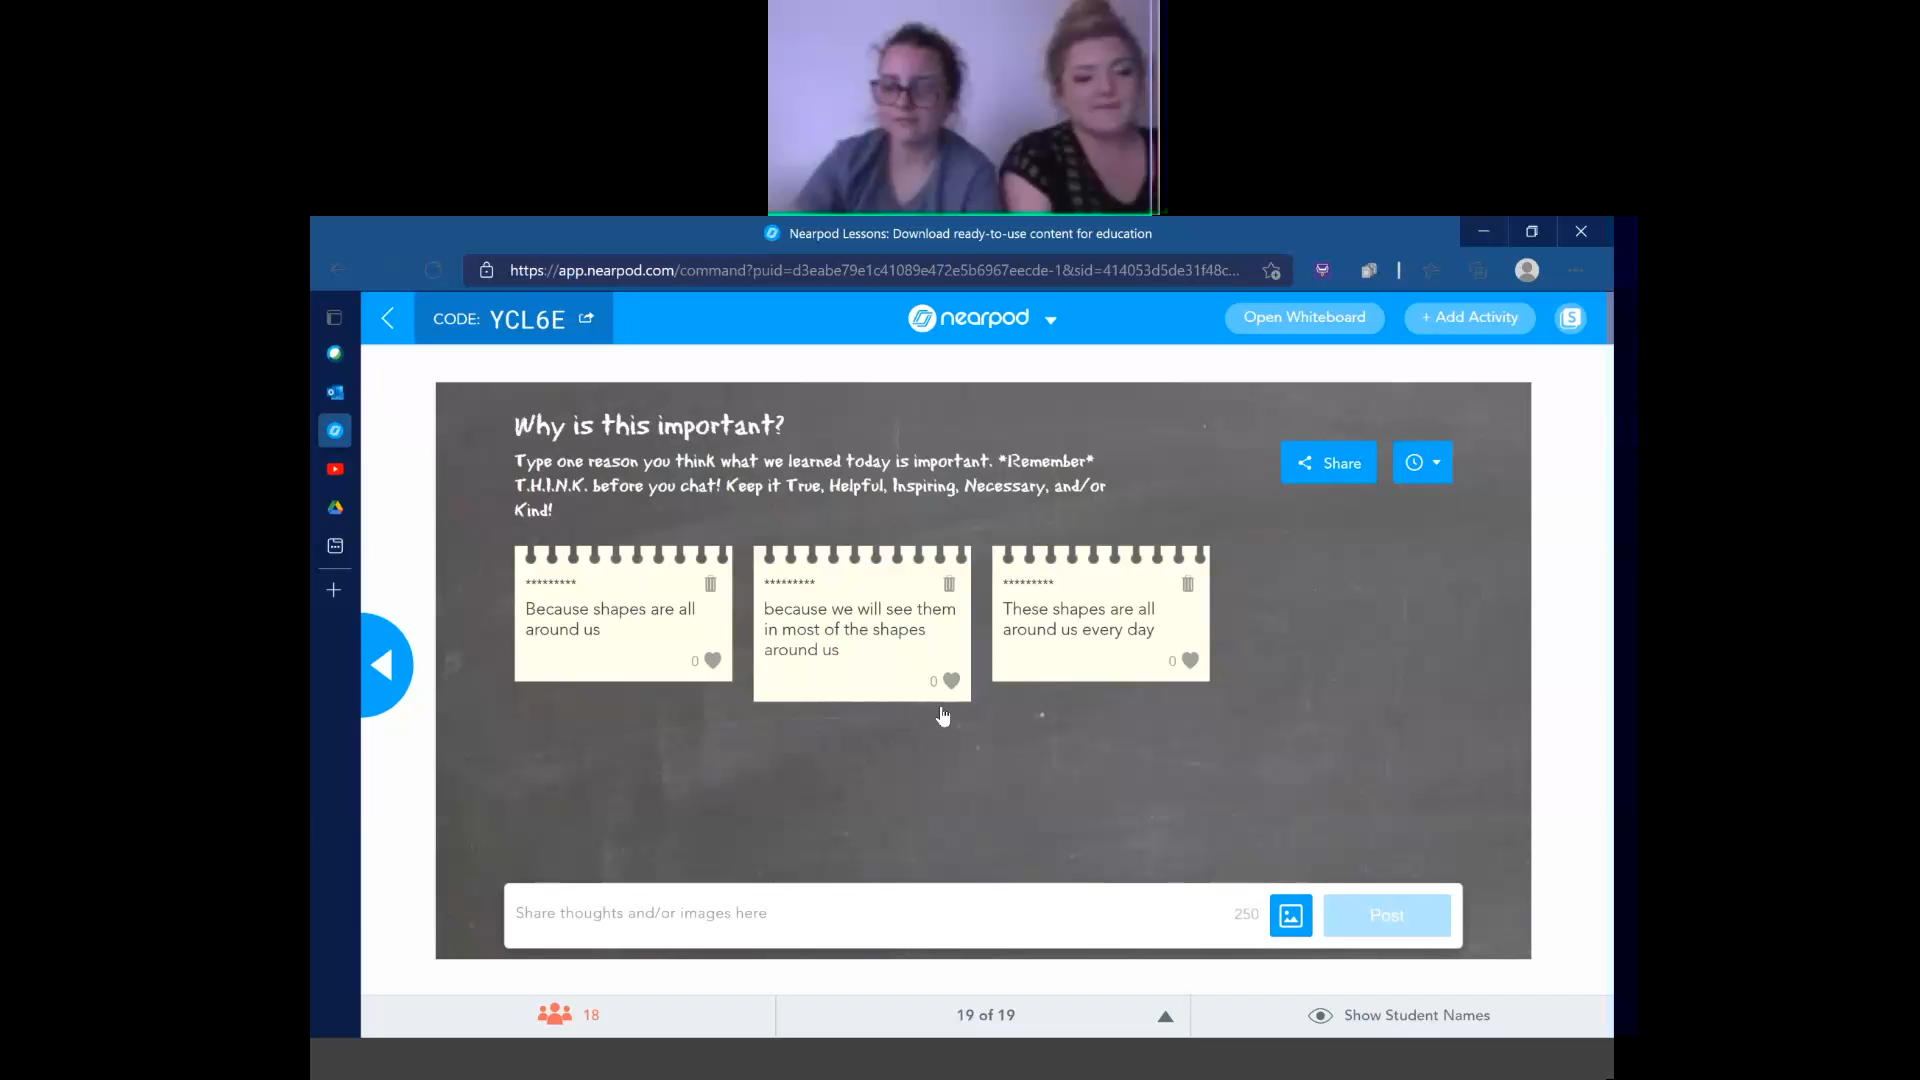 Nearpod Lessons: Download ready-to-use content for education
https://app.nearpod.com/command?puid=d3eabe79e1c41089e472e5b6967eecde-1&sid=414053d5de31f48c...
CODE: YCL6E
nearpod
Open Whiteboard
+ Add Activity
S
Why is this important?
Type one reason you think what we learned today is important. *Remember*
T.H.I.N.K. before you chat! Keep it True, Helpful, Inspiring, Necessary, and/or
Kind!
Share
*********
Because shapes are all
around us
0
*********
because we will see them
in most of the shapes
around us
0
*********
These shapes are all
around us every day
0
Share thoughts and/or images here
250
Post
18
19 of 19
Show Student Names